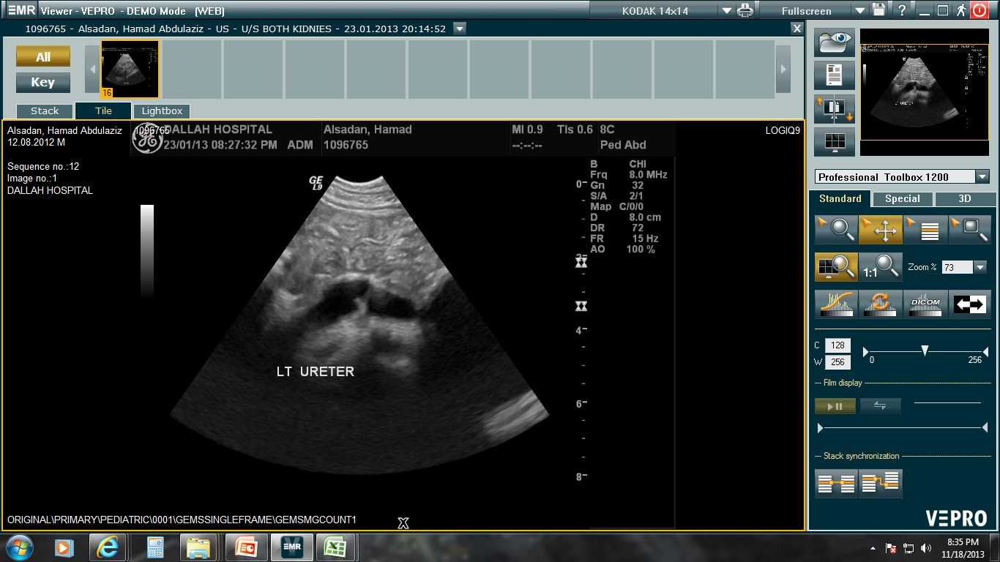 EMR Viewer - VEPRO - DEMO Mode (WEB) KODAK 14x14 Fullscreen ?
1096765 - Alsadan, Hamad Abdulaziz - US - U/S BOTH KIDNIES - 23.01.2013 20:14:52 X
All
Key
16
Stack Tile Lightbox
Alsadan, Hamad Abdulaziz
12.08.2012 M
1096765
DALLAH HOSPITAL Alsadan, Hamad MI 0.9 TIs 0.6 8C
23/01/13 08:27:32 PM ADM 1096765 --:--:-- Ped Abd
LOGIQ9
Sequence no.:12
Image no.:1
DALLAH HOSPITAL
GE
L9
B CHI
Frq 8.0 MHz
Gn 32
S/A 2/1
Map C/0/0
D 8.0 cm
DR 72
FR 15 Hz
AO 100 %
0
2
4
6
8
LT URETER
ORIGINAL\PRIMARY\PEDIATRIC\0001\GEMSSINGLEFRAME\GEMSMGCOUNT1
LT URETER
Professional Toolbox 1200
Standard Special 3D
1:1 Zoom % 73
DICOM
C 128
W 256
0 256
Film display
Stack synchronization
VEPRO
EMR
8:35 PM
11/18/2013